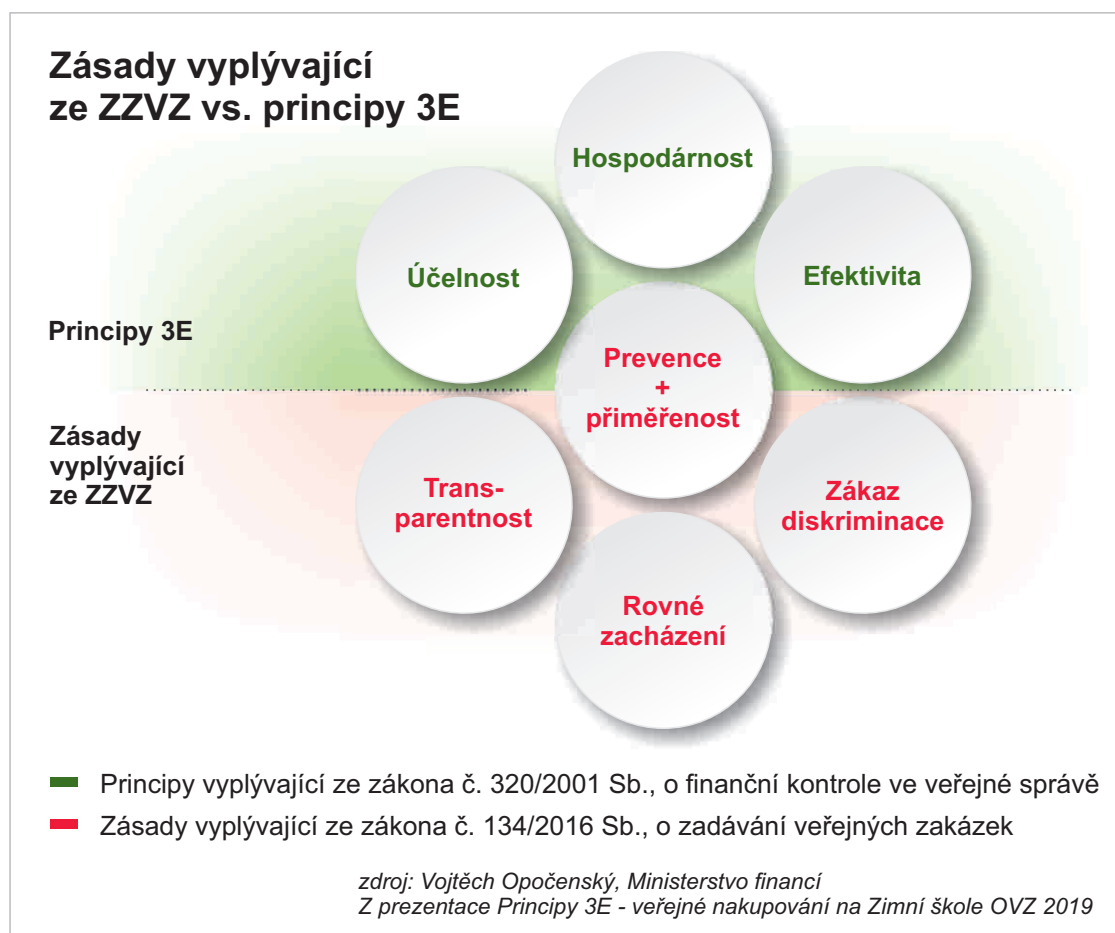 Zásady vyplývající
ze ZZVZ vs. principy 3E
Hospodárnost
Účelnost
Efektivita
Principy 3E
Prevence
+
přiměřenost
Zásady
vyplývající
ze ZZVZ
Trans-
parentnost
Zákaz
diskriminace
Rovné
zacházení
Principy vyplývající ze zákona č. 320/2001 Sb., o finanční kontrole ve veřejné správě
Zásady vyplývající ze zákona č. 134/2016 Sb., o zadávání veřejných zakázek
zdroj: Vojtěch Opočenský, Ministerstvo financí
Z prezentace Principy 3E - veřejné nakupování na Zimní škole OVZ 2019